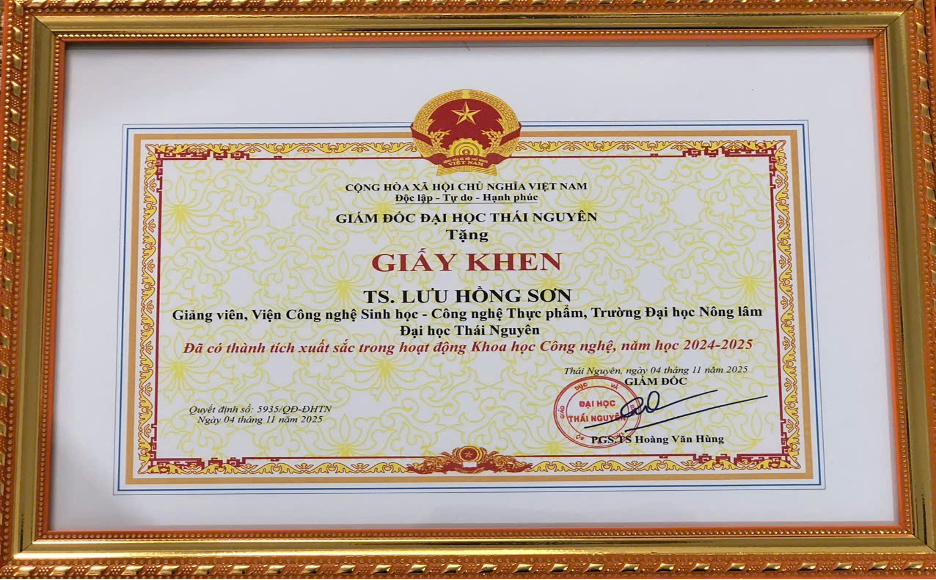 VIỆT NAM
CỘNG HÒA XÃ HỘI CHỦ NGHĨA VIỆT NAM
Độc lập - Tự do - Hạnh phúc
GIÁM ĐỐC ĐẠI HỌC THÁI NGUYÊN
Tặng
GIẤY KHEN
TS. LƯU HỒNG SƠN
Giảng viên, Viện Công nghệ Sinh học - Công nghệ Thực phẩm, Trường Đại học Nông lâm
Đại học Thái Nguyên
Đã có thành tích xuất sắc trong hoạt động Khoa học Công nghệ, năm học 2024-2025
Thái Nguyên, ngày 04 tháng 11 năm 2025
GIÁM ĐỐC
ĐẠI HỌC
THÁI NGUYÊN
Quyết định số: 5935/QĐ-ĐHTN
Ngày 04 tháng 11 năm 2025
PGS.TS Hoàng Văn Hùng